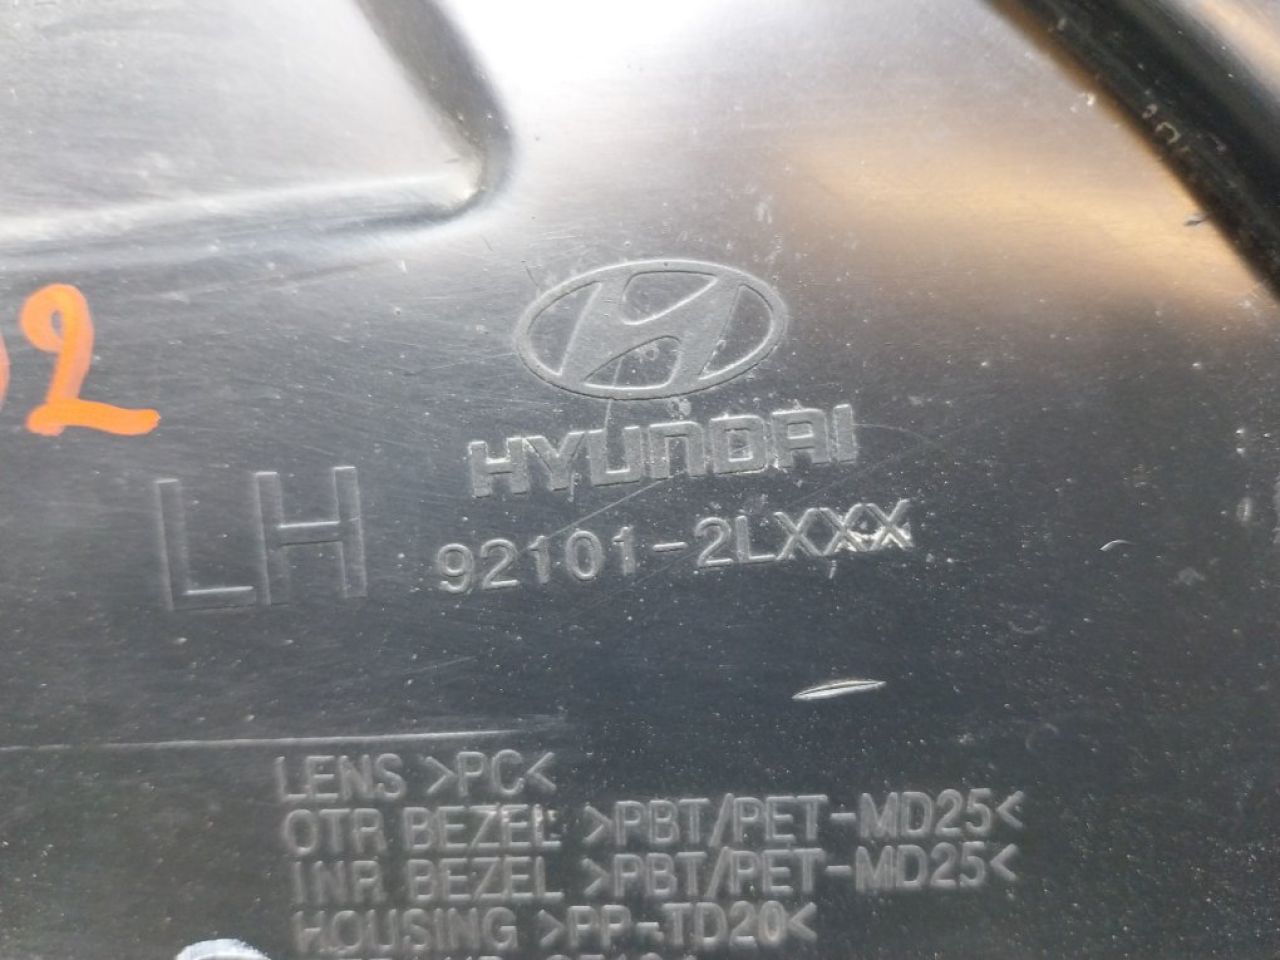 2
HYUNDAI
LH
92101-2LXXX
LENS >PC<
OTR BEZEL >PBT/PET-MD25<
INR BEZEL >PBT/PET-MD25<
HOUSING >PP-TD20<